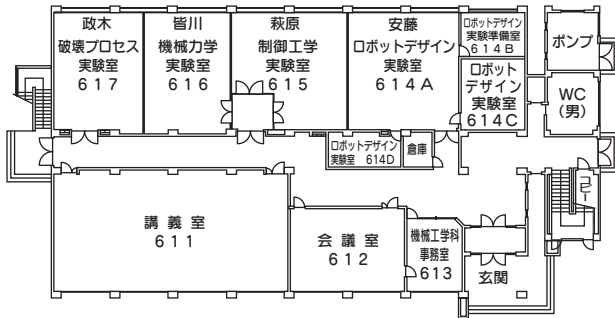 政木
破壊プロセス
実験室
617
皆川
機械力学
実験室
616
萩原
制御工学
実験室
615
安藤
ロボットデザイン
実験室
614A
ロボットデザイン
実験準備室
614B
ロボット
デザイン
実験室
614C
ポンプ
WC
(男)
ロボットデザイン
実験室 614D
倉庫
コピー
講義室
611
会議室
612
機械工学科
事務室
613
玄関